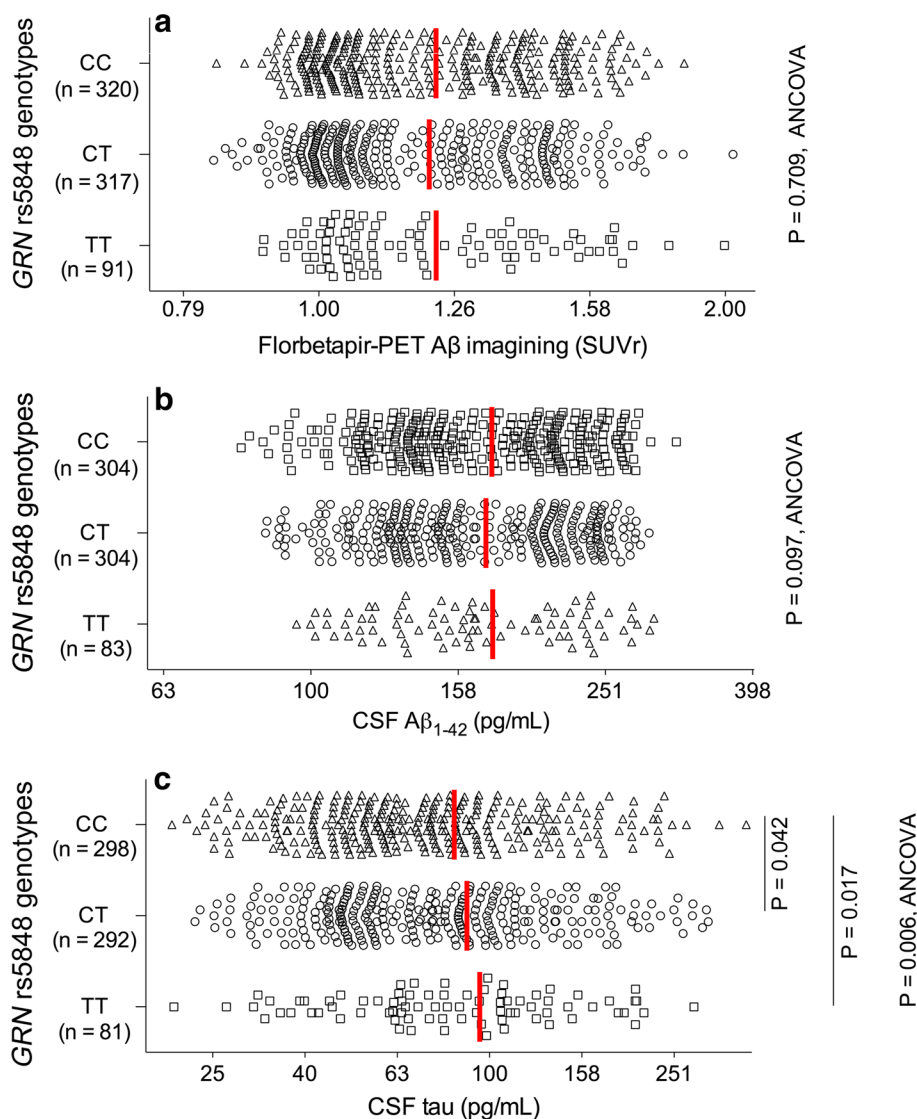 a
GRN rs5848 genotypes
CC
(n = 320)
CT
(n = 317)
TT
(n = 91)
0.79 1.00 1.26 1.58 2.00
Florbetapir-PET Aβ imagining (SUVr)
P = 0.709, ANCOVA
b
GRN rs5848 genotypes
CC
(n = 304)
CT
(n = 304)
TT
(n = 83)
63 100 158 251 398
CSF Aβ1-42 (pg/mL)
P = 0.097, ANCOVA
c
GRN rs5848 genotypes
CC
(n = 298)
CT
(n = 292)
TT
(n = 81)
25 40 63 100 158 251
CSF tau (pg/mL)
P = 0.042
P = 0.017
P = 0.006, ANCOVA